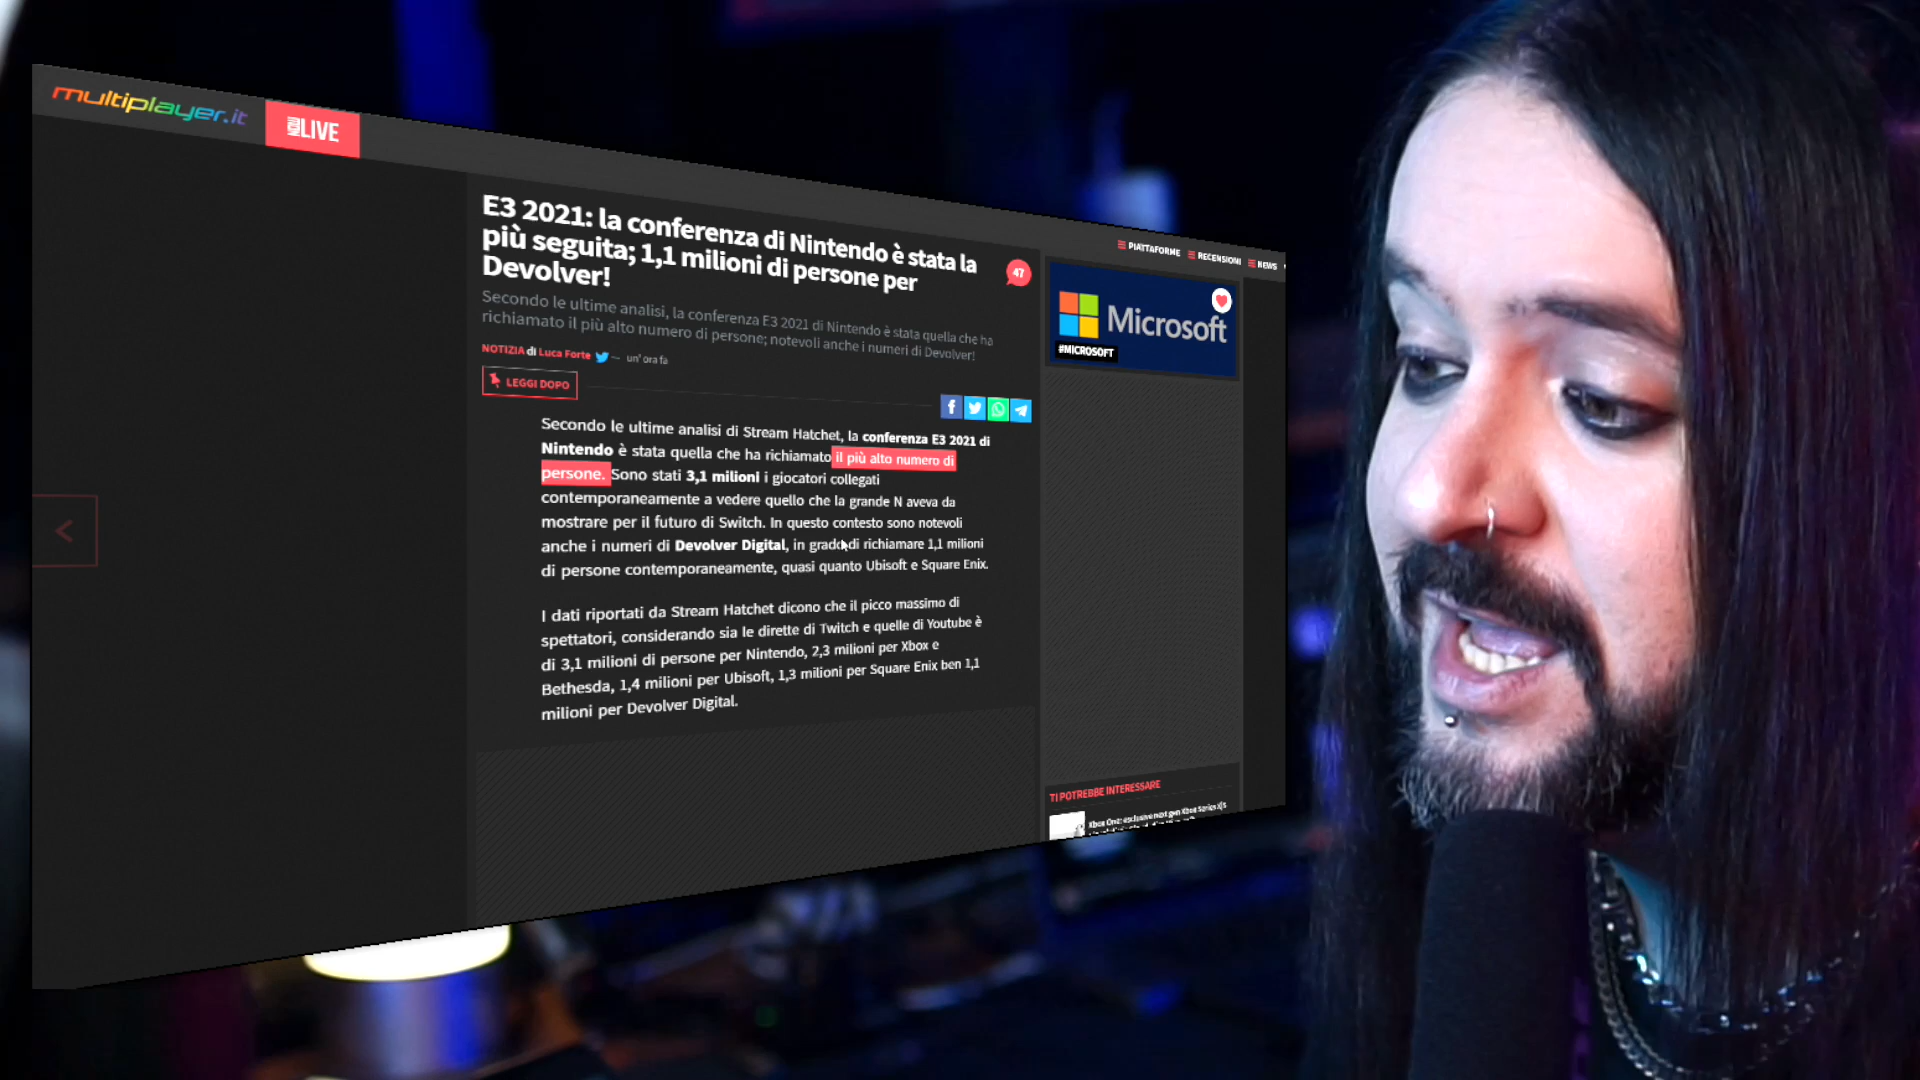 multiplayer.it
LIVE
PIATTAFORME RECENSIONI NEWS
E3 2021: la conferenza di Nintendo è stata la
più seguita; 1,1 milioni di persone per
Devolver!
47
Secondo le ultime analisi, la conferenza E3 2021 di Nintendo è stata quella che ha
richiamato il più alto numero di persone; notevoli anche i numeri di Devolver!
NOTIZIA di Luca Forte — un'ora fa
LEGGI DOPO
Secondo le ultime analisi di Stream Hatchet, la conferenza E3 2021 di
Nintendo è stata quella che ha richiamato il più alto numero di
persone. Sono stati 3,1 milioni i giocatori collegati
contemporaneamente a vedere quello che la grande N aveva da
mostrare per il futuro di Switch. In questo contesto sono notevoli
anche i numeri di Devolver Digital, in grado di richiamare 1,1 milioni
di persone contemporaneamente, quasi quanto Ubisoft e Square Enix.
I dati riportati da Stream Hatchet dicono che il picco massimo di
spettatori, considerando sia le dirette di Twitch e quelle di Youtube è
di 3,1 milioni di persone per Nintendo, 2,3 milioni per Xbox e
Bethesda, 1,4 milioni per Ubisoft, 1,3 milioni per Square Enix ben 1,1
milioni per Devolver Digital.
Microsoft
#MICROSOFT
TI POTREBBE INTERESSARE
Xbox One: esclusive next gen Xbox Series X|S